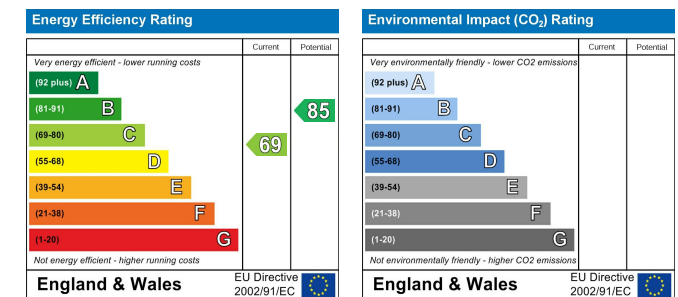 Energy Efficiency Rating
Current Potential
Very energy efficient - lower running costs
(92 plus) A
(81-91) B
85
(69-80) C
69
(55-68) D
(39-54) E
(21-38) F
(1-20) G
Not energy efficient - higher running costs
England & Wales
EU Directive
2002/91/EC
Environmental Impact (CO₂) Rating
Current Potential
Very environmentally friendly - lower CO2 emissions
(92 plus) A
(81-91) B
(69-80) C
(55-68) D
(39-54) E
(21-38) F
(1-20) G
Not environmentally friendly - higher CO2 emissions
England & Wales
EU Directive
2002/91/EC